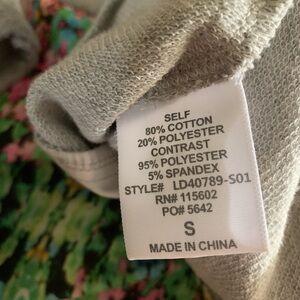 SELF
80% COTTON
20% POLYESTER
CONTRAST
95% POLYESTER
5% SPANDEX
STYLE# LD40789-S01
RN# 115602
PO# 5642
S
MADE IN CHINA